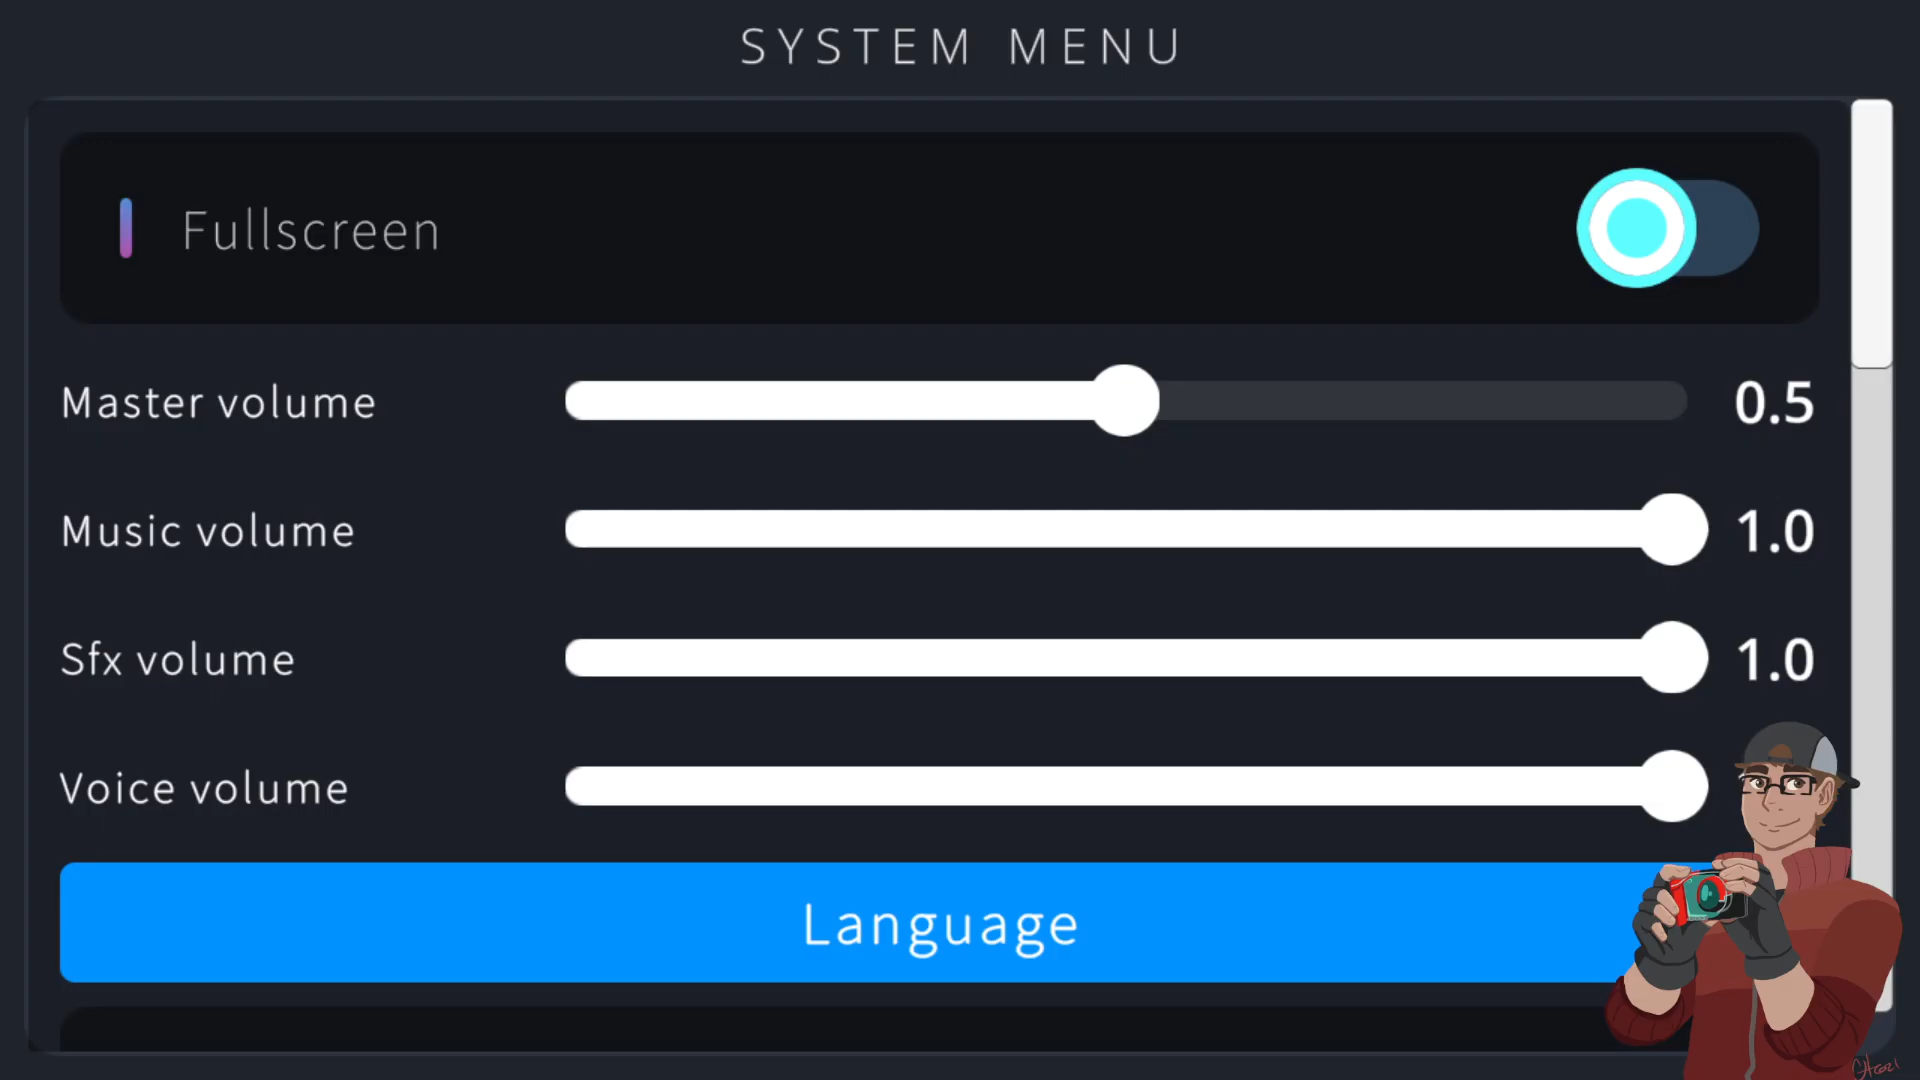 SYSTEM MENU
Fullscreen
Master volume 0.5
Music volume 1.0
Sfx volume 1.0
Voice volume
Language